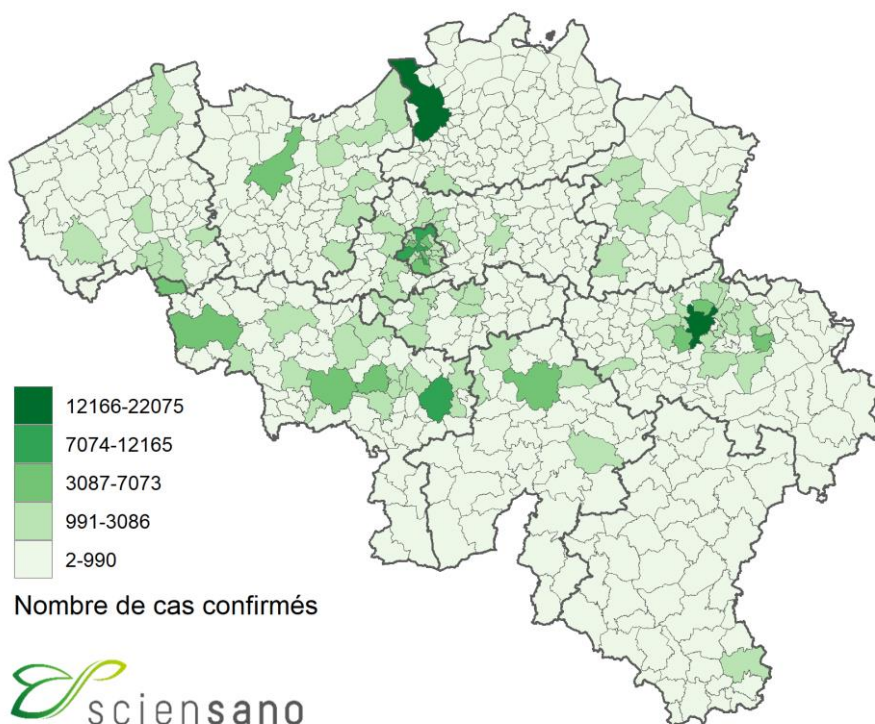 12166-22075
7074-12165
3087-7073
991-3086
2-990
Nombre de cas confirmés
sciensano